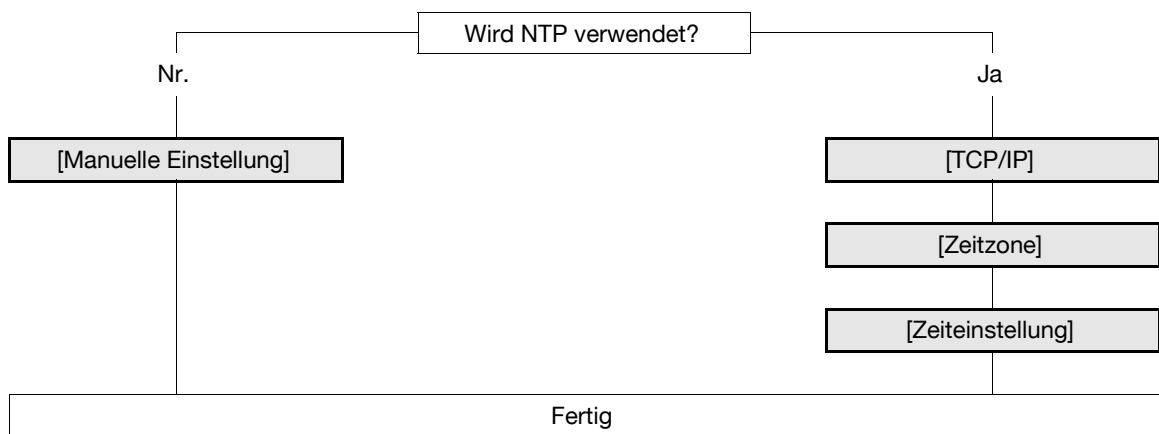 Wird NTP verwendet?
Nr.
Ja
[Manuelle Einstellung]
[TCP/IP]
[Zeitzone]
[Zeiteinstellung]
Fertig